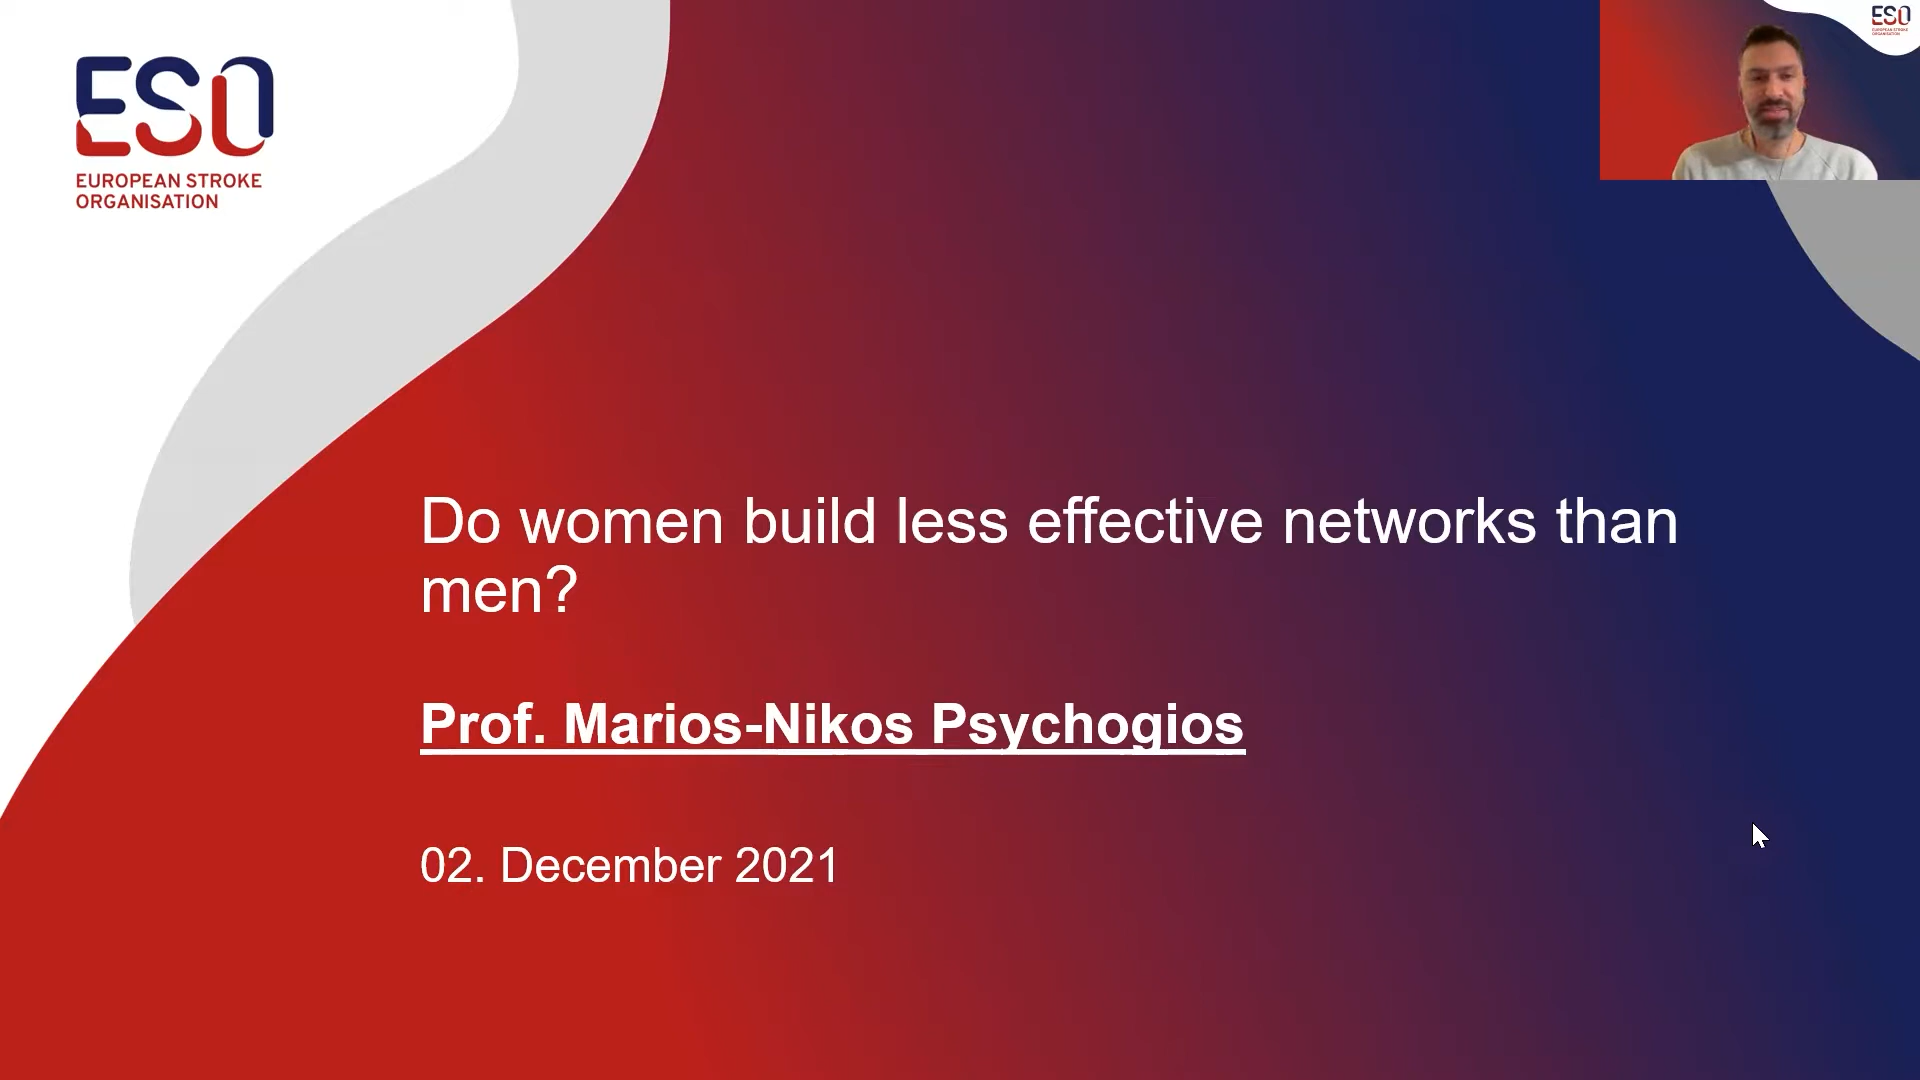 ESO
EUROPEAN STROKE
ORGANISATION
ESO
Do women build less effective networks than
men?
Prof. Marios-Nikos Psychogios
02. December 2021